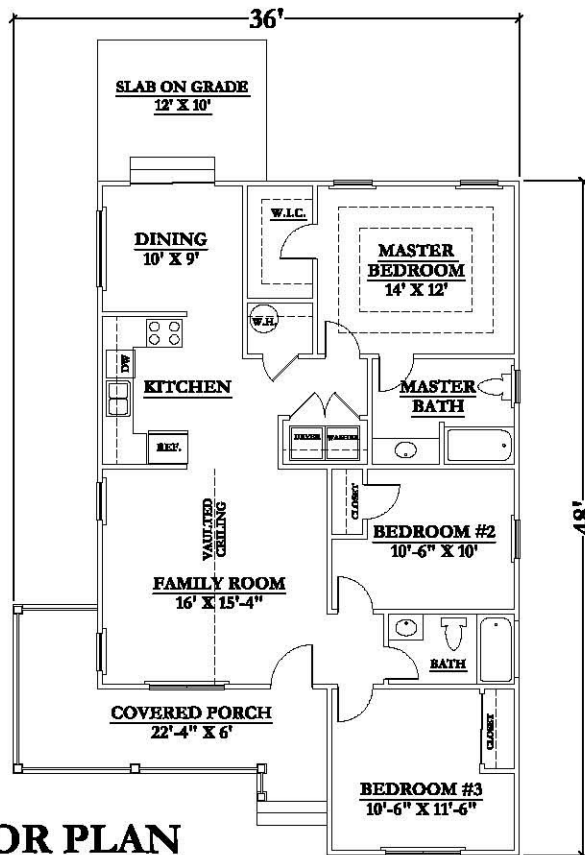 36'
SLAB ON GRADE
12' X 10'
W.I.C.
DINING
10' X 9'
MASTER
BEDROOM
14' X 12'
W.H.
DW
KITCHEN
MASTER
BATH
REF.
DRYER
WASHER
CLOSET
VAULTED
CEILING
BEDROOM #2
10'-6" X 10'
48'
FAMILY ROOM
16' X 15'-4"
BATH
COVERED PORCH
22'-4" X 6'
CLOSET
BEDROOM #3
10'-6" X 11'-6"
OR PLAN